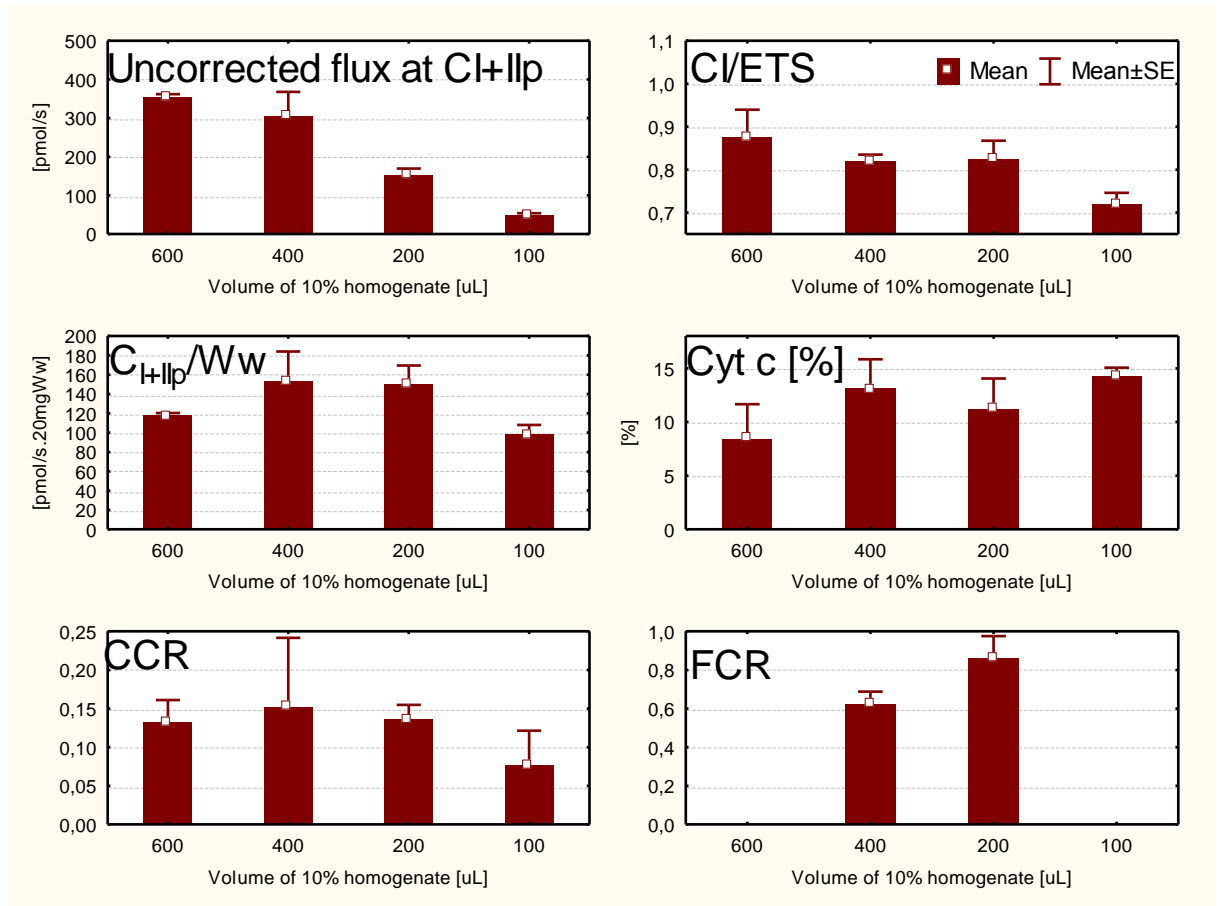 Uncorrected flux at CI+IIp
[pmol/s]
500
400
300
200
100
0
600 400 200 100
Volume of 10% homogenate [uL]
CI/ETS
Mean Mean±SE
1,1
1,0
0,9
0,8
0,7
600 400 200 100
Volume of 10% homogenate [uL]
CI+IIp/Ww
[pmol/s.20mgWw]
200
180
160
140
120
100
80
60
40
20
0
600 400 200 100
Volume of 10% homogenate [uL]
Cyt c [%]
[%]
15
10
5
0
600 400 200 100
Volume of 10% homogenate [uL]
CCR
0,25
0,20
0,15
0,10
0,05
0,00
600 400 200 100
Volume of 10% homogenate [uL]
FCR
1,0
0,8
0,6
0,4
0,2
0,0
600 400 200 100
Volume of 10% homogenate [uL]